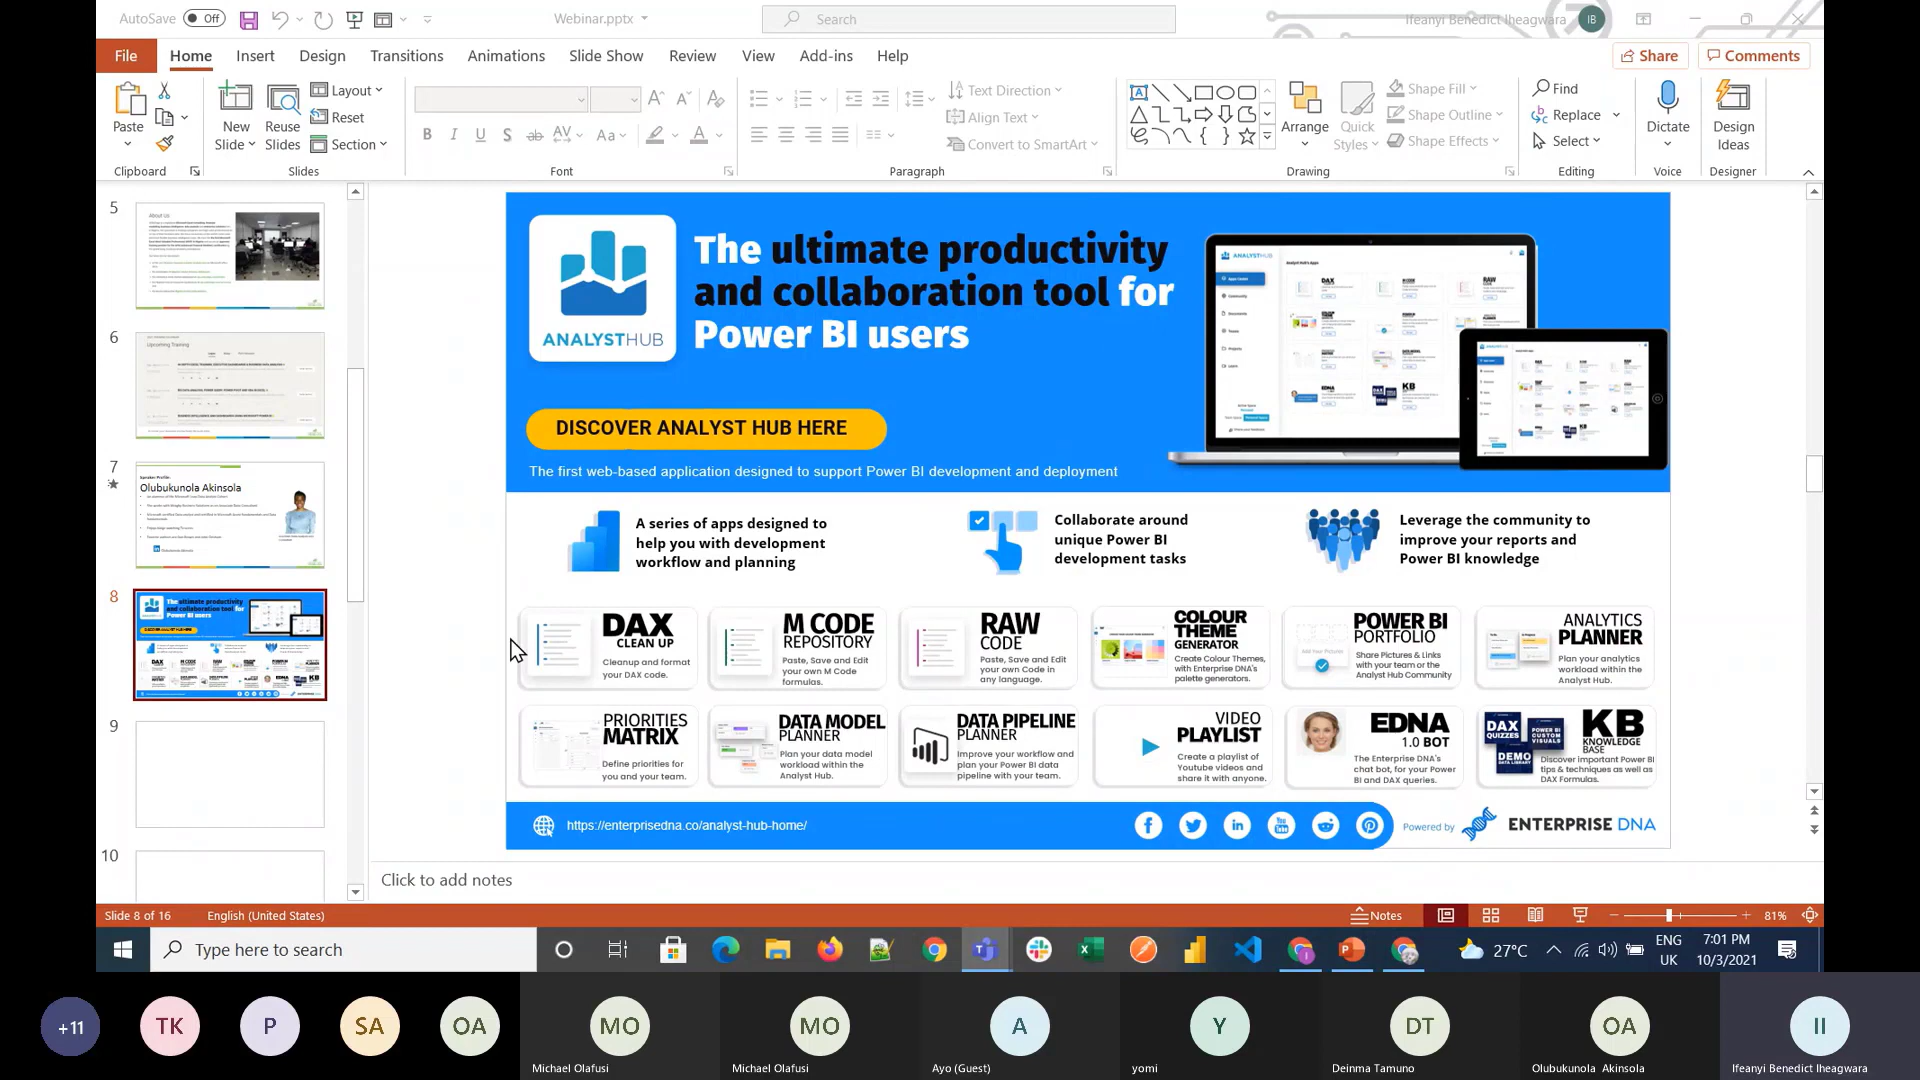 AutoSave Off
Webinar.pptx
Search
Ifeanyi Benedict Iheagwara IB
File Home Insert Design Transitions Animations Slide Show Review View Add-ins Help
Share Comments
Paste
New Slide
Reuse Slides
Layout
Reset
Section
Text Direction
Align Text
Convert to SmartArt
Arrange
Quick Styles
Shape Fill
Shape Outline
Shape Effects
Find
Replace
Select
Dictate
Design Ideas
Clipboard Slides Font Paragraph Drawing Editing Voice Designer
5
About Us
6
Upcoming Training
7
Speaker Profile:
Olubukunola Akinsola
8
9
10
ANALYSTHUB
The ultimate productivity
and collaboration tool for
Power BI users
DISCOVER ANALYST HUB HERE
The first web-based application designed to support Power BI development and deployment
A series of apps designed to
help you with development
workflow and planning
Collaborate around
unique Power BI
development tasks
Leverage the community to
improve your reports and
Power BI knowledge
DAX
CLEAN UP
Cleanup and format
your DAX code.
M CODE
REPOSITORY
Paste, Save and Edit
your own M Code
formulas.
RAW
CODE
Paste, Save and Edit
your own Code in
any language.
COLOUR
THEME
GENERATOR
Create Colour Themes,
with Enterprise DNA's
palette generators.
POWER BI
PORTFOLIO
Share Pictures & Links
with your team or the
Analyst Hub Community
ANALYTICS
PLANNER
Plan your analytics
workload within the
Analyst Hub.
PRIORITIES
MATRIX
Define priorities for
you and your team.
DATA MODEL
PLANNER
Plan your data model
workload within the
Analyst Hub.
DATA PIPELINE
PLANNER
Improve your workflow and
plan your Power BI data
pipeline with your team.
VIDEO
PLAYLIST
Create a playlist of
Youtube videos and
share it with anyone.
EDNA
1.0 BOT
The Enterprise DNA's
chat bot, for your Power
BI and DAX queries.
DAX
QUIZZES
POWER BI
CUSTOM
VISUALS
DEMO
DATA LIBRARY
KB
KNOWLEDGE
BASE
Discover important Power BI
tips & techniques as well as
DAX Formulas.
https://enterprisedna.co/analyst-hub-home/
Powered by ENTERPRISE DNA
Click to add notes
Slide 8 of 16 English (United States) Notes 81%
Type here to search
27°C
ENG
UK
7:01 PM
10/3/2021
+11 TK P SA OA MO MO A Y DT OA II
Michael Olafusi Michael Olafusi Ayo (Guest) yomi Deinma Tamuno Olubukunola Akinsola Ifeanyi Benedict Iheagwara